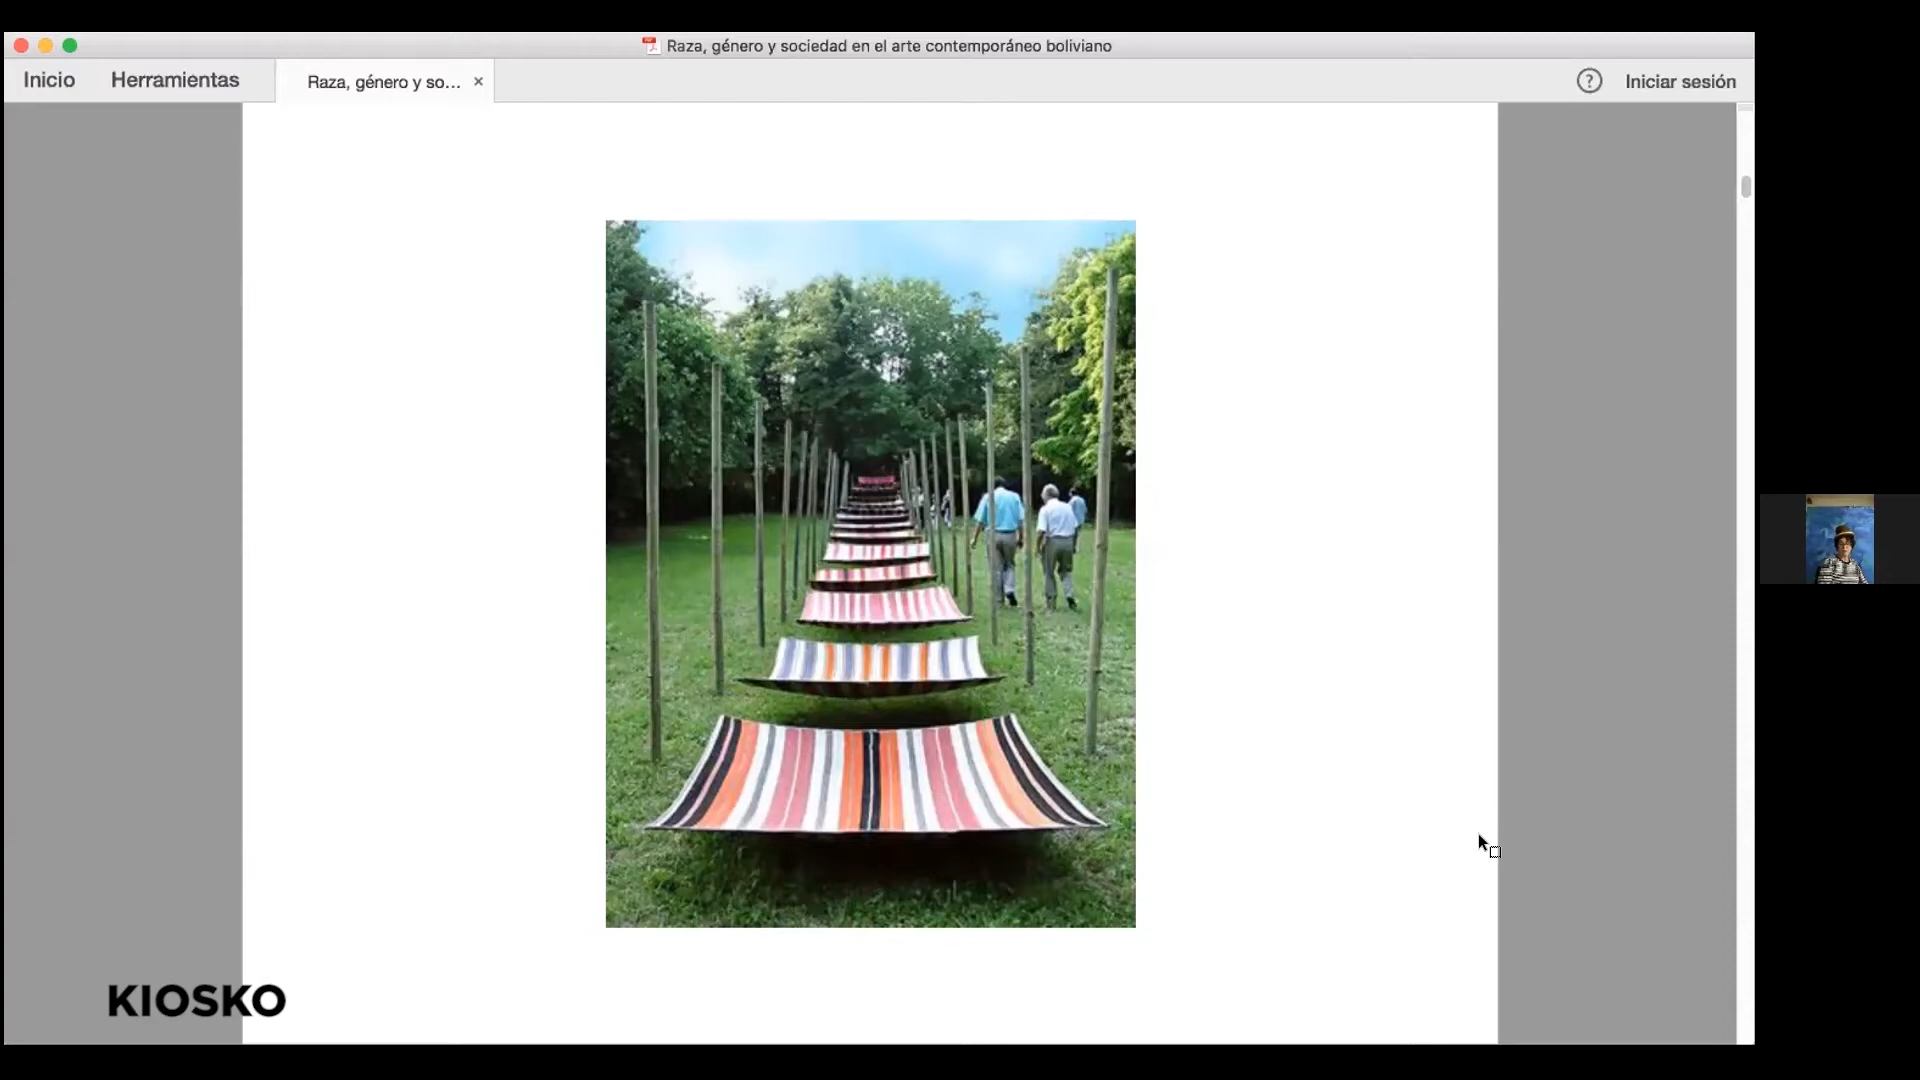 Raza, género y sociedad en el arte contemporáneo boliviano
Inicio
Herramientas
Raza, género y so... ×
?
Iniciar sesión
KIOSKO